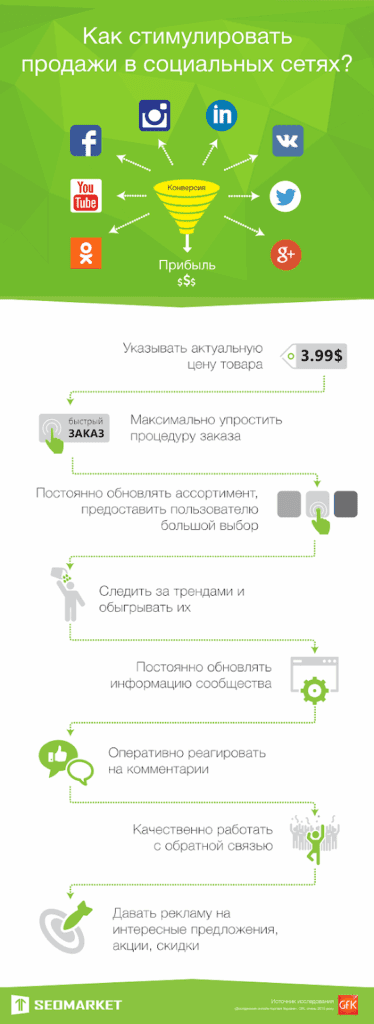 Как стимулировать
продажи в социальных сетях?
f
in
VK
You
Tube
Конверсия
g+
Прибыль
$$$
Указывать актуальную
цену товара
3.99$
быстрый
ЗАКАЗ
Максимально упростить
процедуру заказа
Постоянно обновлять ассортимент,
предоставить пользователю
большой выбор
Следить за трендами и
обыгрывать их
Постоянно обновлять
информацию сообщества
Оперативно реагировать
на комментарии
Качественно работать
с обратной связью
Давать рекламу на
интересные предложения,
акции, скидки
SEOMARKET
Источник исследования
GfK